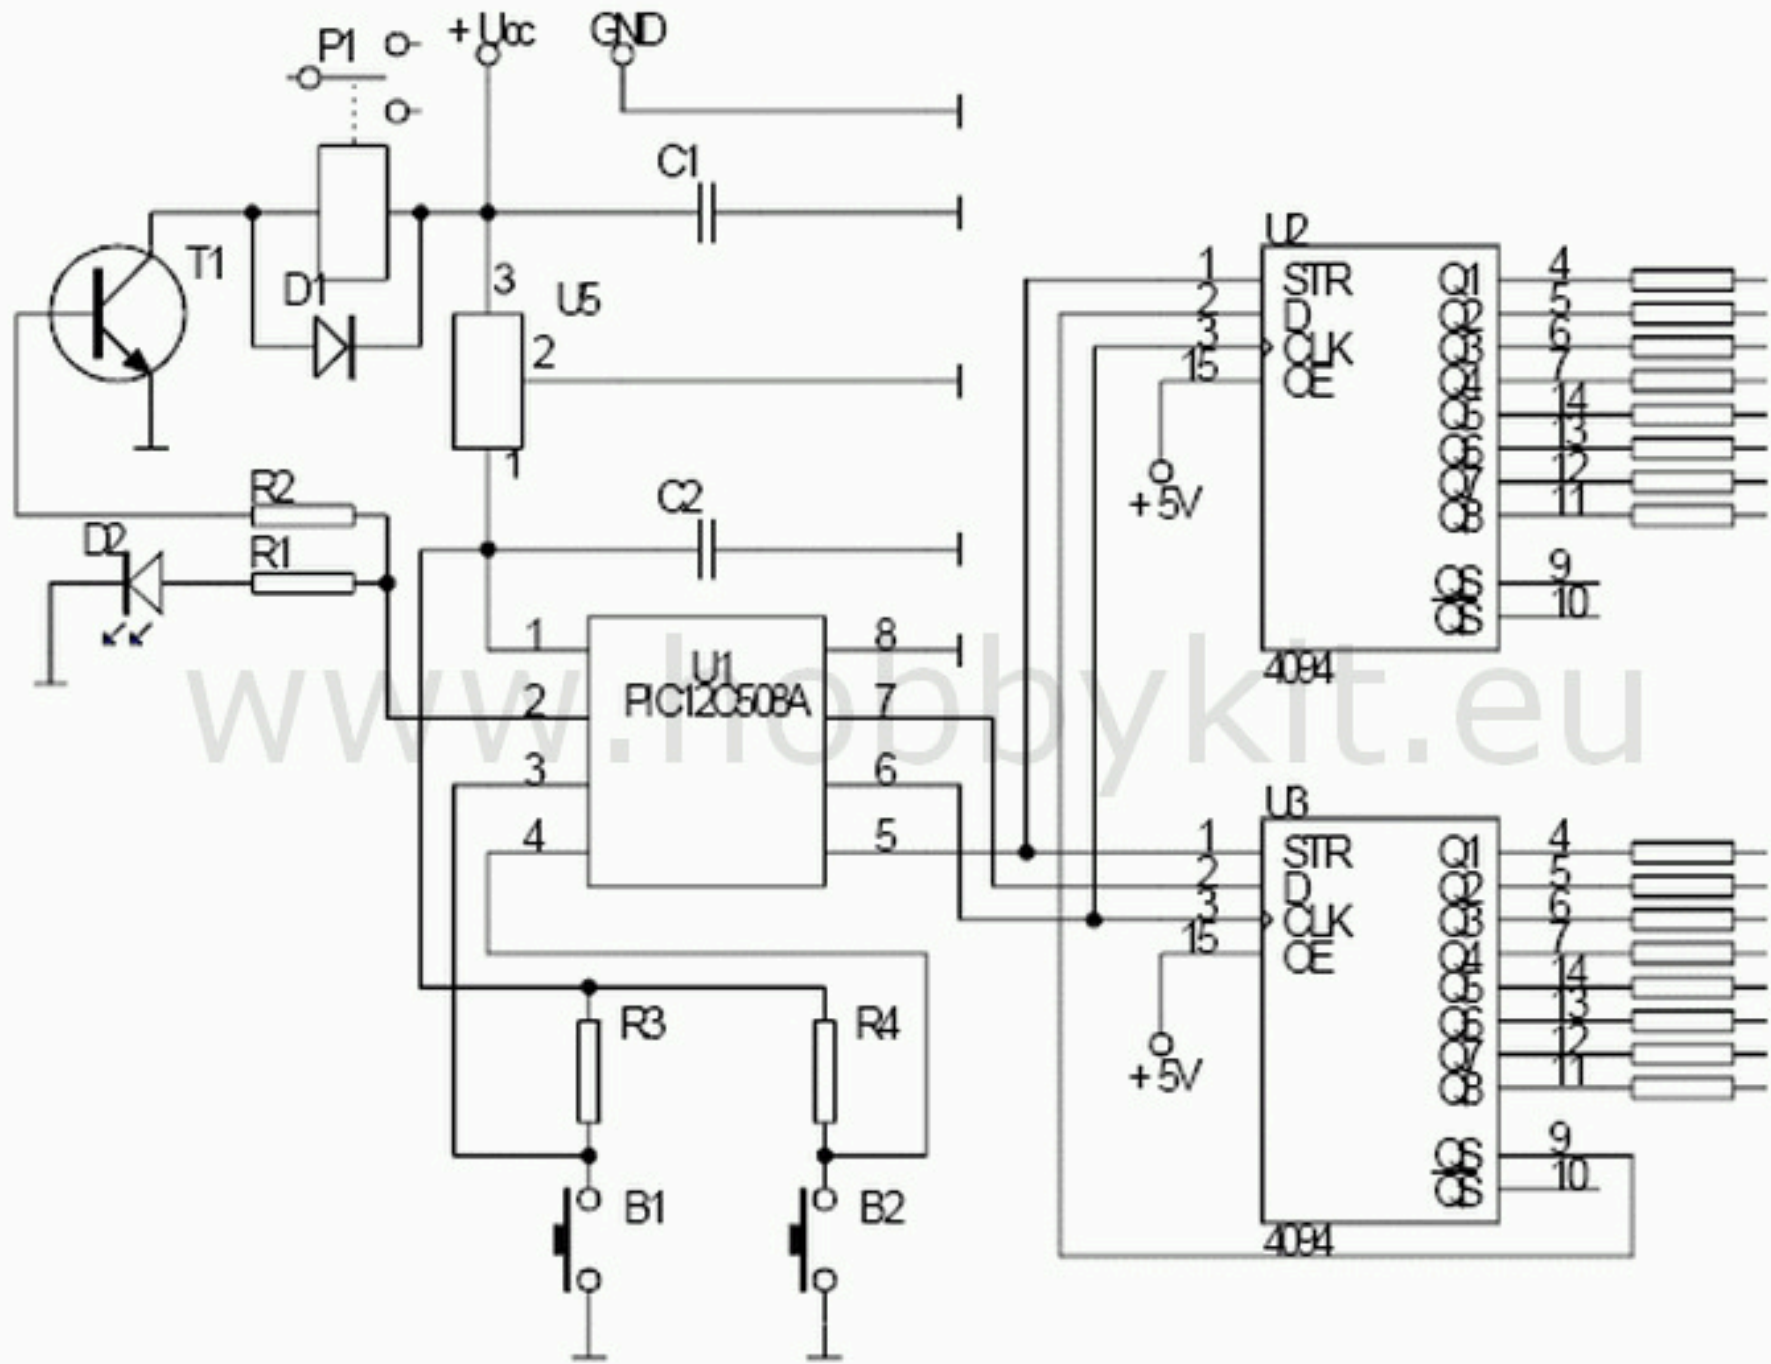 P1
+Ucc
GND
C1
T1
D1
3
U5
2
1
R2
C2
D2
R1
U1
PIC12C508A
1
2
3
4
8
7
6
5
R3
R4
B1
B2
U2
1 STR
2 D
3 CLK
15 OE
+5V
Q1 4
Q2 5
Q3 6
Q4 7
Q5 14
Q6 13
Q7 12
Q8 11
QS 9
QS 10
4094
U3
1 STR
2 D
3 CLK
15 OE
+5V
Q1 4
Q2 5
Q3 6
Q4 7
Q5 14
Q6 13
Q7 12
Q8 11
QS 9
QS 10
4094
www.hobbykit.eu